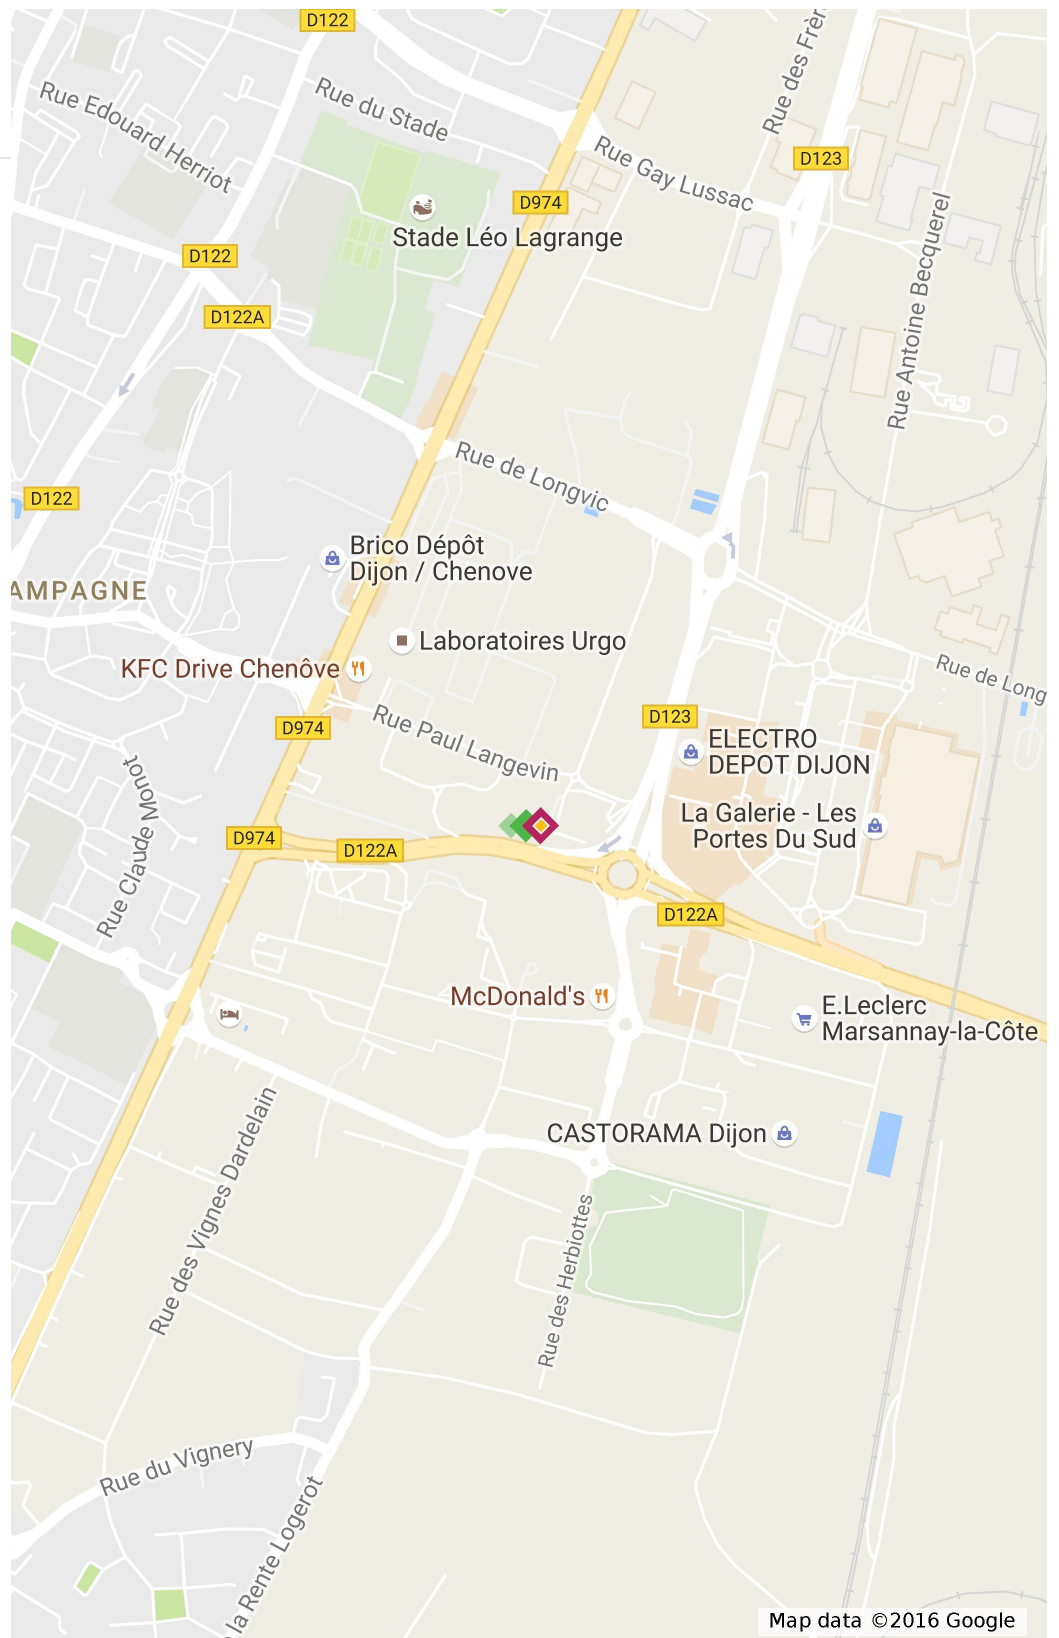 D122
Rue des Frèr
Rue Edouard Herriot
Rue du Stade
Rue Gay Lussac
D123
D974
Stade Léo Lagrange
D122
Rue Antoine Becquerel
D122A
Rue de Longvic
D122
Brico Dépôt
Dijon / Chenove
AMPAGNE
Laboratoires Urgo
KFC Drive Chenôve
Rue de Long
D974
Rue Paul Langevin
D123
ELECTRO
DEPOT DIJON
La Galerie - Les
Portes Du Sud
Rue Claude Monot
D974
D122A
D122A
McDonald's
E.Leclerc
Marsannay-la-Côte
CASTORAMA Dijon
Rue des Vignes Dardelain
Rue des Herbiottes
Rue du Vignery
la Rente Logerot
Map data ©2016 Google